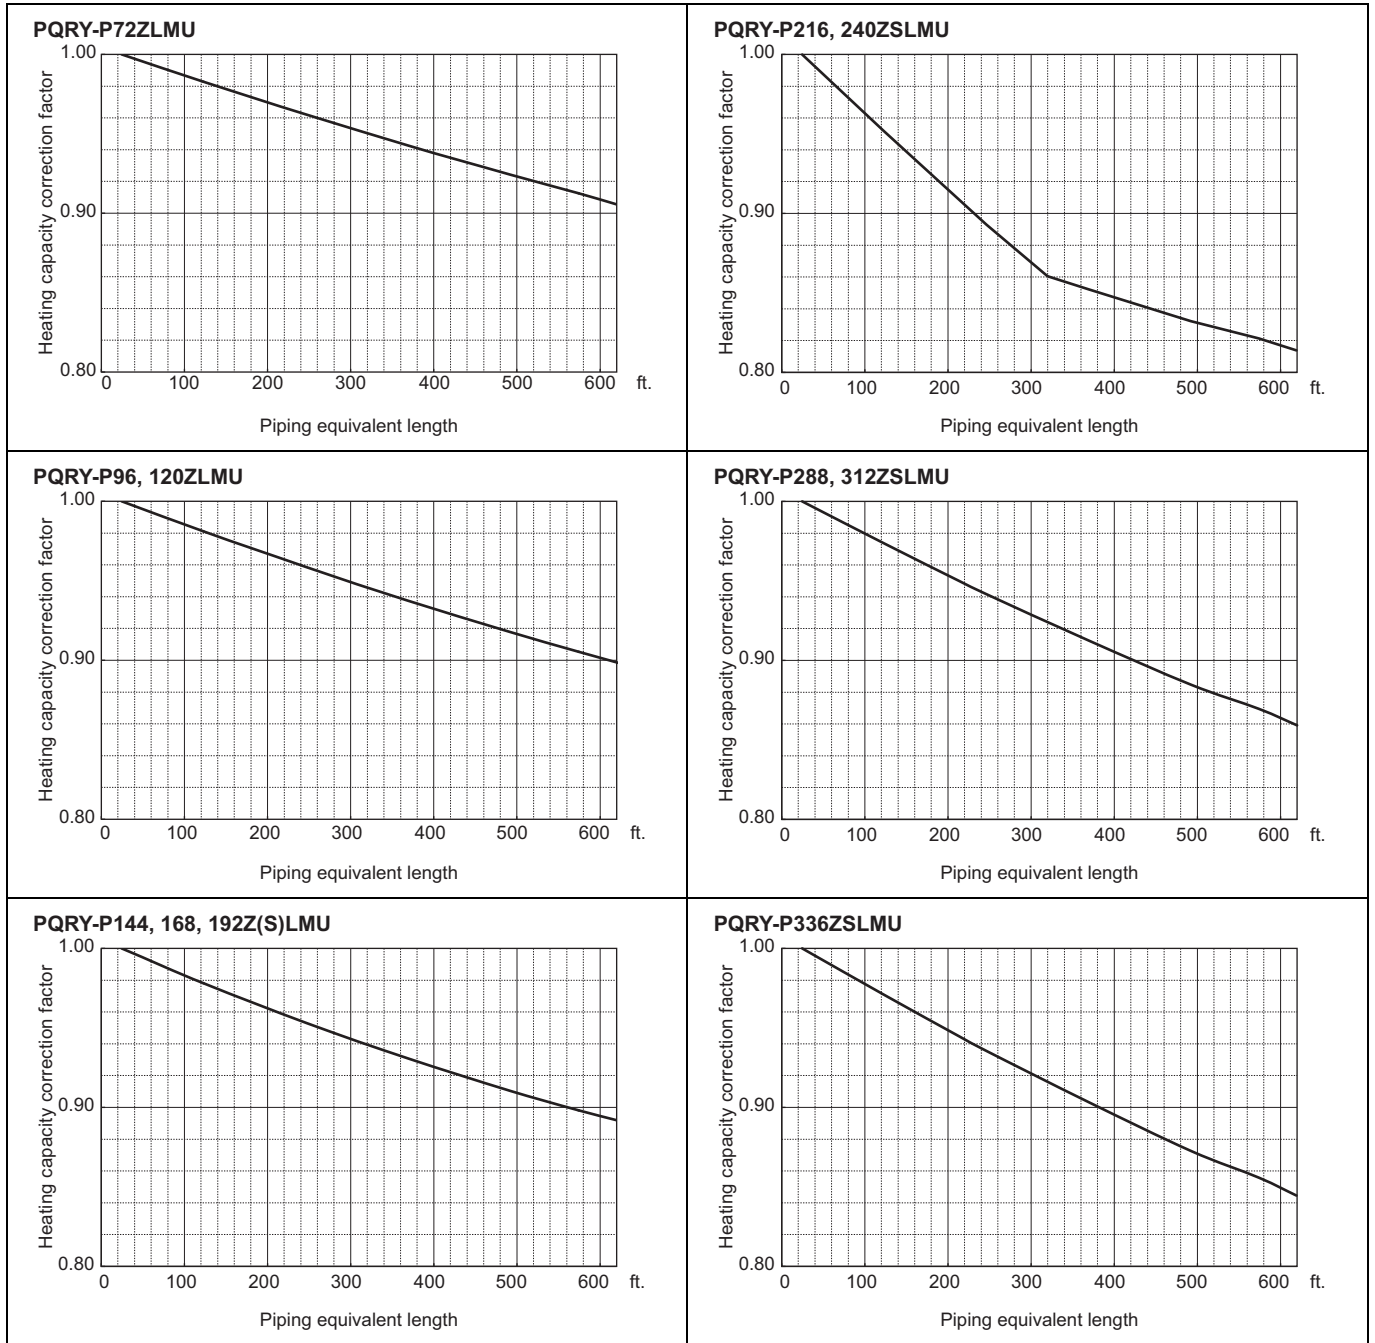 PQRY-P72ZLMU
Heating capacity correction factor
1.00
0.90
0.80
0 100 200 300 400 500 600 ft.
Piping equivalent length
PQRY-P216, 240ZSLMU
Heating capacity correction factor
1.00
0.90
0.80
0 100 200 300 400 500 600 ft.
Piping equivalent length
PQRY-P96, 120ZLMU
Heating capacity correction factor
1.00
0.90
0.80
0 100 200 300 400 500 600 ft.
Piping equivalent length
PQRY-P288, 312ZSLMU
Heating capacity correction factor
1.00
0.90
0.80
0 100 200 300 400 500 600 ft.
Piping equivalent length
PQRY-P144, 168, 192Z(S)LMU
Heating capacity correction factor
1.00
0.90
0.80
0 100 200 300 400 500 600 ft.
Piping equivalent length
PQRY-P336ZSLMU
Heating capacity correction factor
1.00
0.90
0.80
0 100 200 300 400 500 600 ft.
Piping equivalent length